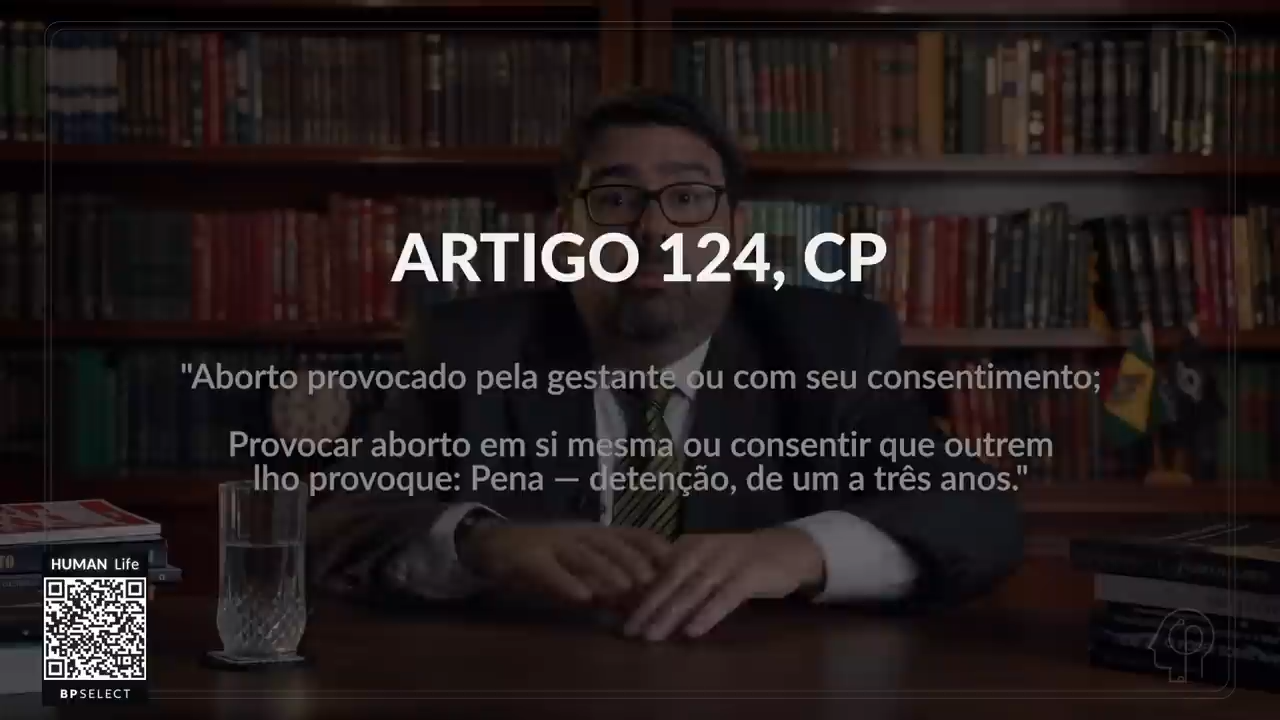 ARTIGO 124, CP
"Aborto provocado pela gestante ou com seu consentimento;
Provocar aborto em si mesma ou consentir que outrem
lho provoque: Pena — detenção, de um a três anos."
HUMAN Life
BPSELECT